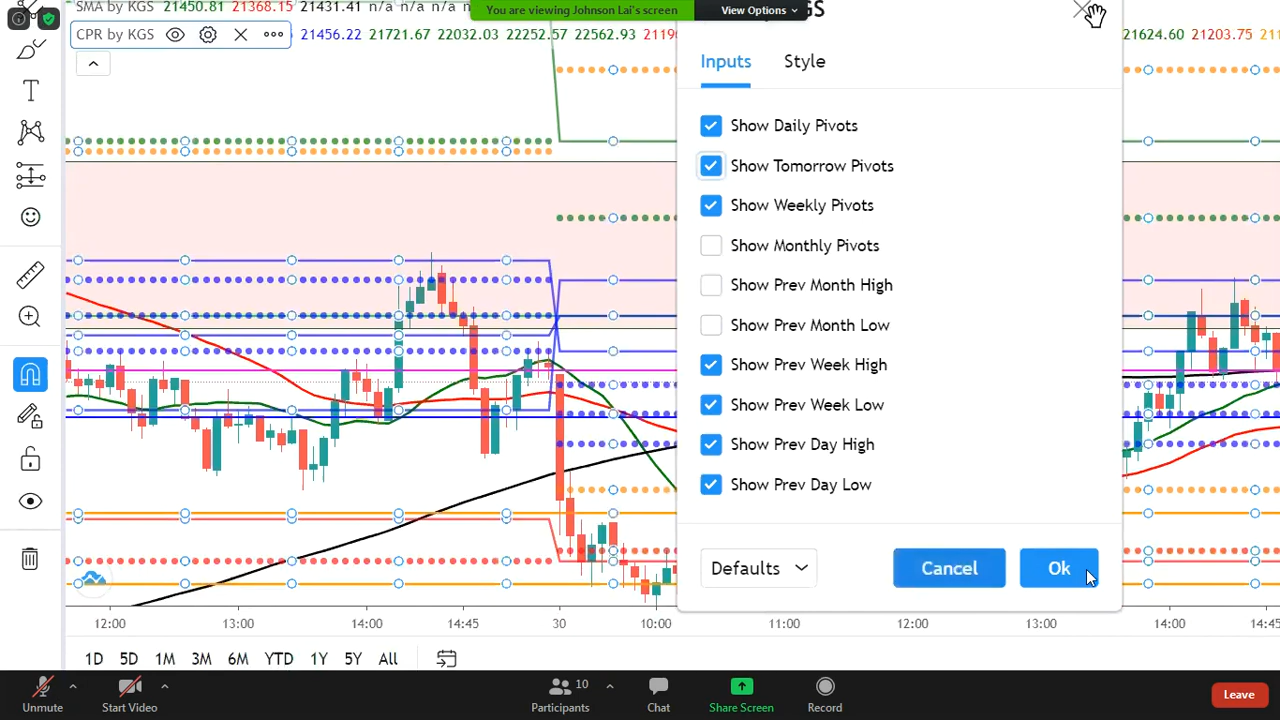 SMA by KGS 21450.81 21368.15 21431.41 n/a n/a n/a n/a
You are viewing Johnson Lai's screen View Options
GS
CPR by KGS 21456.22 21721.67 22032.03 22252.57 22562.93
21624.60 21203.75
Inputs Style
Show Daily Pivots
Show Tomorrow Pivots
Show Weekly Pivots
Show Monthly Pivots
Show Prev Month High
Show Prev Month Low
Show Prev Week High
Show Prev Week Low
Show Prev Day High
Show Prev Day Low
Defaults Cancel Ok
12:00 13:00 14:00 14:45 30 10:00 11:00 12:00 13:00 14:00 14:45
1D 5D 1M 3M 6M YTD 1Y 5Y All
10
Unmute Start Video Participants Chat Share Screen Record Leave